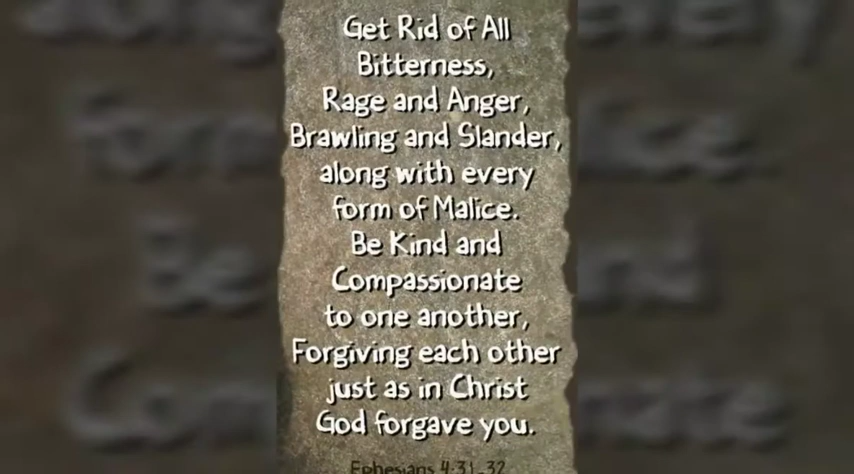 Get Rid of All
Bitterness,
Rage and Anger,
Brawling and Slander,
along with every
form of Malice.
Be Kind and
Compassionate
to one another,
Forgiving each other
just as in Christ
God forgave you.
Ephesians 4:31-32